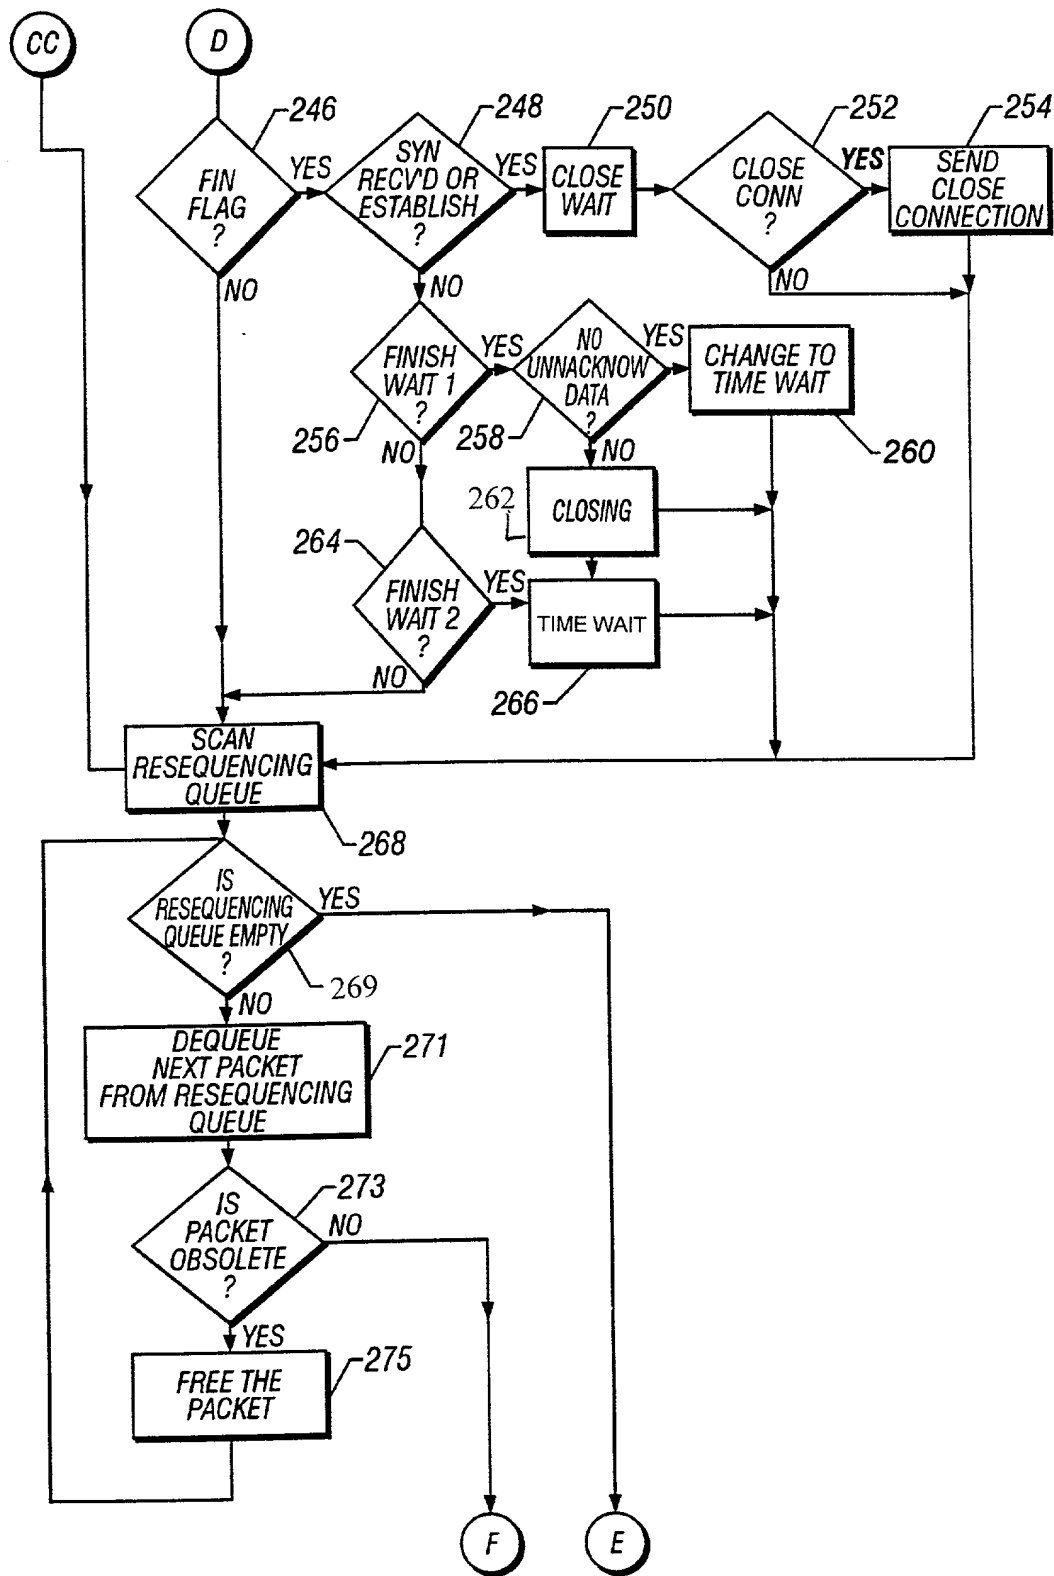 CC
D
246
FIN
FLAG
?
YES
NO
248
SYN
RECV'D OR
ESTABLISH
?
YES
NO
250
CLOSE
WAIT
252
CLOSE
CONN
?
YES
NO
254
SEND
CLOSE
CONNECTION
FINISH
WAIT 1
?
256
YES
NO
NO
UNNACKNOW
DATA
?
258
YES
NO
CHANGE TO
TIME WAIT
260
262
CLOSING
264
FINISH
WAIT 2
?
YES
NO
TIME WAIT
266
SCAN
RESEQUENCING
QUEUE
268
IS
RESEQUENCING
QUEUE EMPTY
?
YES
269
NO
DEQUEUE
NEXT PACKET
FROM RESEQUENCING
QUEUE
271
IS
PACKET
OBSOLETE
?
273
NO
YES
FREE THE
PACKET
275
F
E